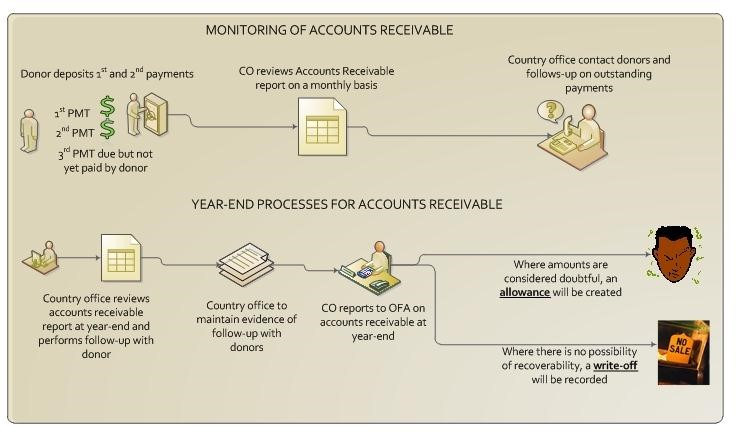 MONITORING OF ACCOUNTS RECEIVABLE
Donor deposits 1st and 2nd payments
1st PMT $
2nd PMT $
3rd PMT due but not
yet paid by donor
CO reviews Accounts Receivable
report on a monthly basis
Country office contact donors and
follows-up on outstanding
payments
?
YEAR-END PROCESSES FOR ACCOUNTS RECEIVABLE
Country office reviews
accounts receivable
report at year-end and
performs follow-up with
donor
Country office to
maintain evidence of
follow-up with
donors
CO reports to OFA on
accounts receivable at
year-end
Where amounts are
considered doubtful, an
allowance will be created
Where there is no possibility
of recoverability, a write-off
will be recorded
NO
SALE